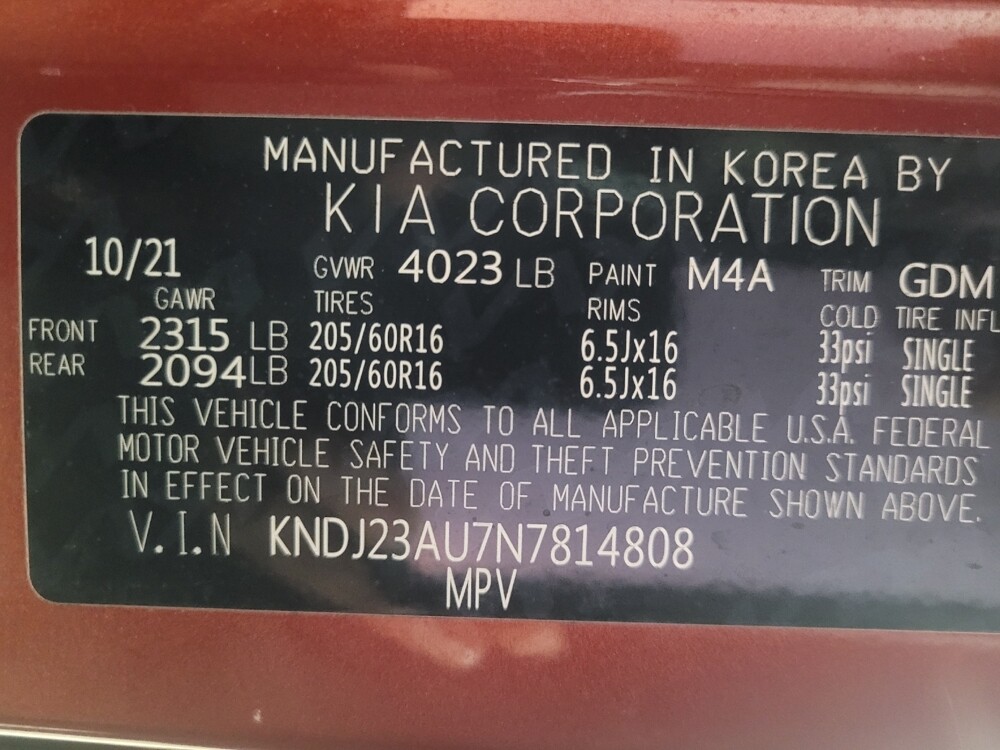 MANUFACTURED IN KOREA BY
KIA CORPORATION
10/21 GVWR 4023 LB PAINT M4A TRIM GDM
GAWR TIRES RIMS COLD TIRE INFL
FRONT 2315 LB 205/60R16 6.5Jx16 33psi SINGLE
REAR 2094 LB 205/60R16 6.5Jx16 33psi SINGLE
THIS VEHICLE CONFORMS TO ALL APPLICABLE U.S.A. FEDERAL
MOTOR VEHICLE SAFETY AND THEFT PREVENTION STANDARDS
IN EFFECT ON THE DATE OF MANUFACTURE SHOWN ABOVE.
V.I.N KNDJ23AU7N7814808
MPV